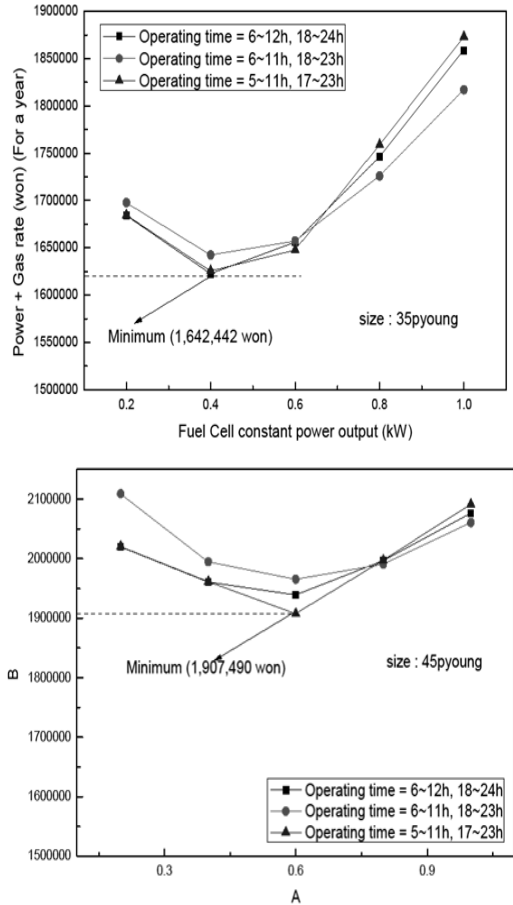 Power + Gas rate (won) (For a year)
1900000
1850000
1800000
1750000
1700000
1650000
1600000
1550000
1500000
Operating time = 6~12h, 18~24h
Operating time = 6~11h, 18~23h
Operating time = 5~11h, 17~23h
Minimum (1,642,442 won)
size : 35pyoung
0.2 0.4 0.6 0.8 1.0
Fuel Cell constant power output (kW)
B
2100000
2000000
1900000
1800000
1700000
1600000
1500000
Minimum (1,907,490 won)
size : 45pyoung
Operating time = 6~12h, 18~24h
Operating time = 6~11h, 18~23h
Operating time = 5~11h, 17~23h
0.3 0.6 0.9
A